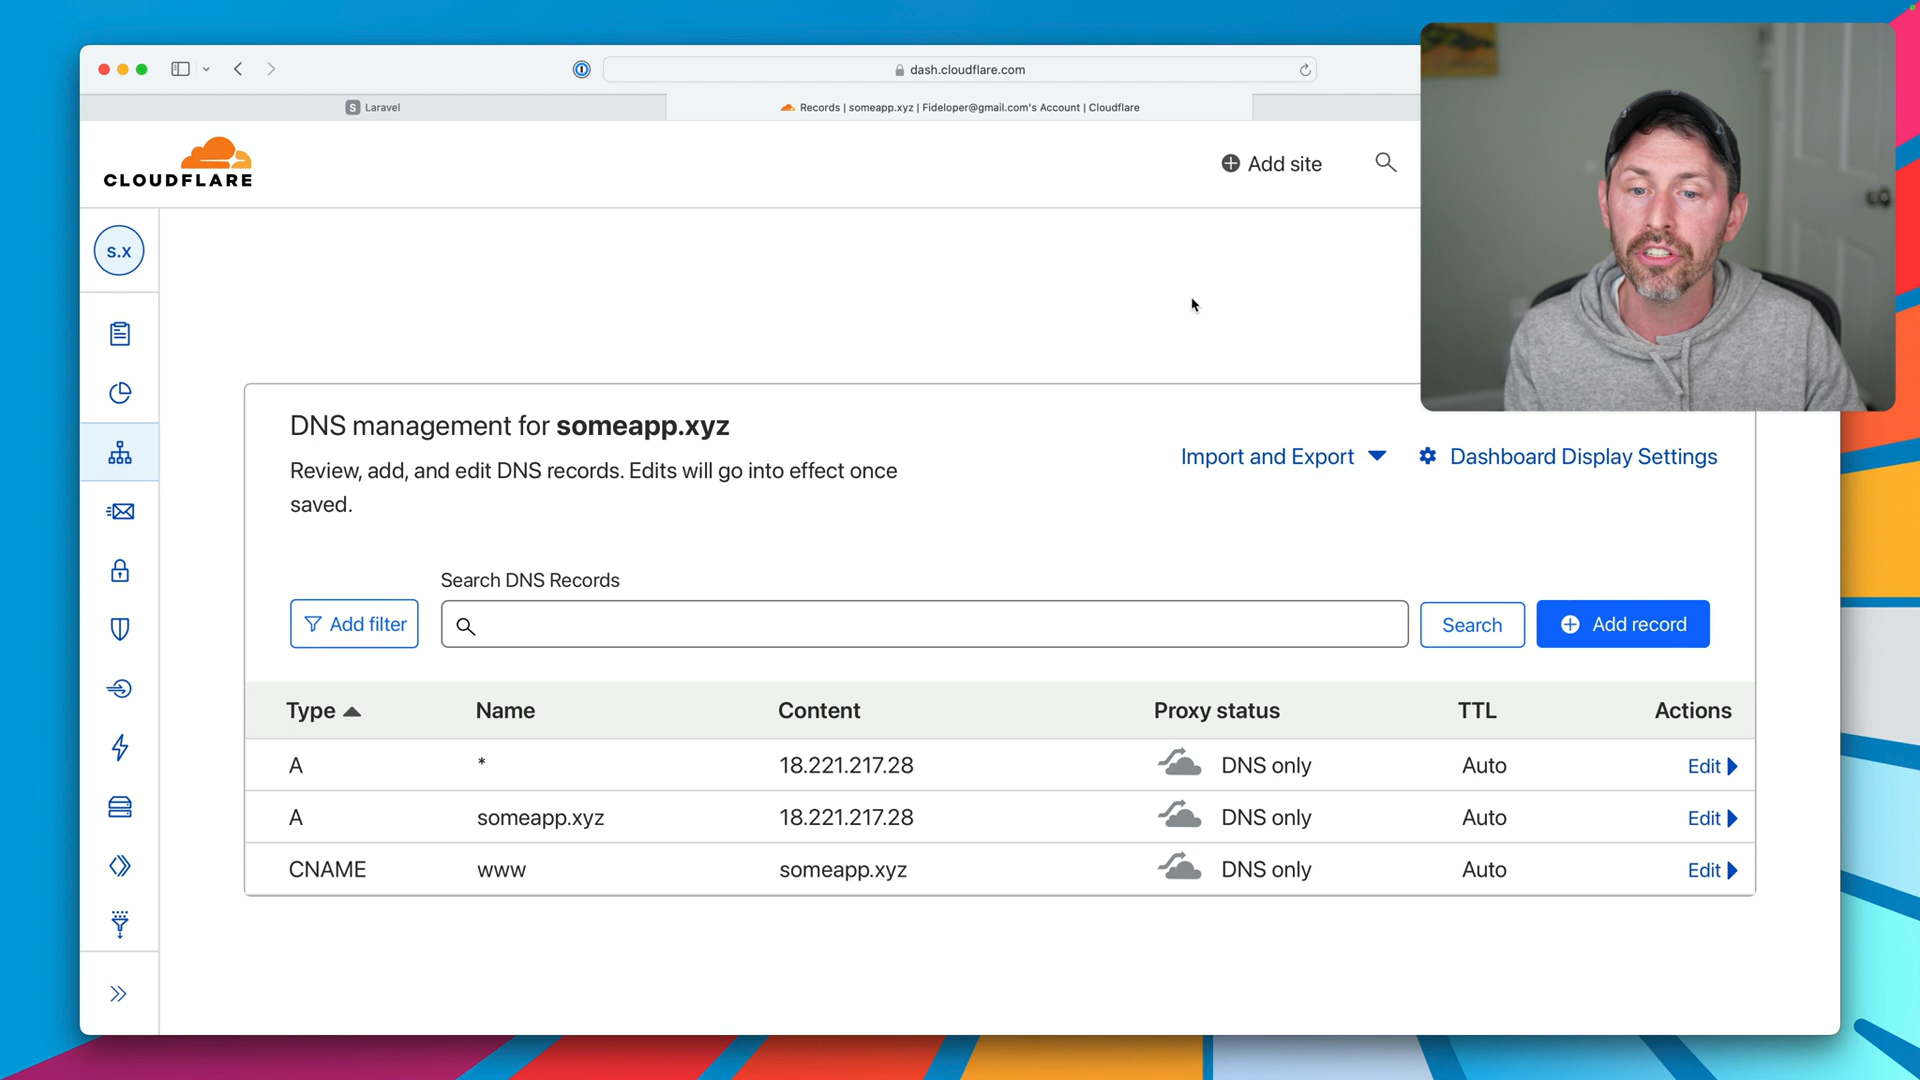 dash.cloudflare.com
S Laravel
Records | someapp.xyz | Fideloper@gmail.com's Account | Cloudflare
CLOUDFLARE
Add site
S.X
DNS management for someapp.xyz
Review, add, and edit DNS records. Edits will go into effect once
saved.
Import and Export
Dashboard Display Settings
Search DNS Records
Add filter
Search
Add record
Type Name Content Proxy status TTL Actions
A * 18.221.217.28 DNS only Auto Edit
A someapp.xyz 18.221.217.28 DNS only Auto Edit
CNAME www someapp.xyz DNS only Auto Edit